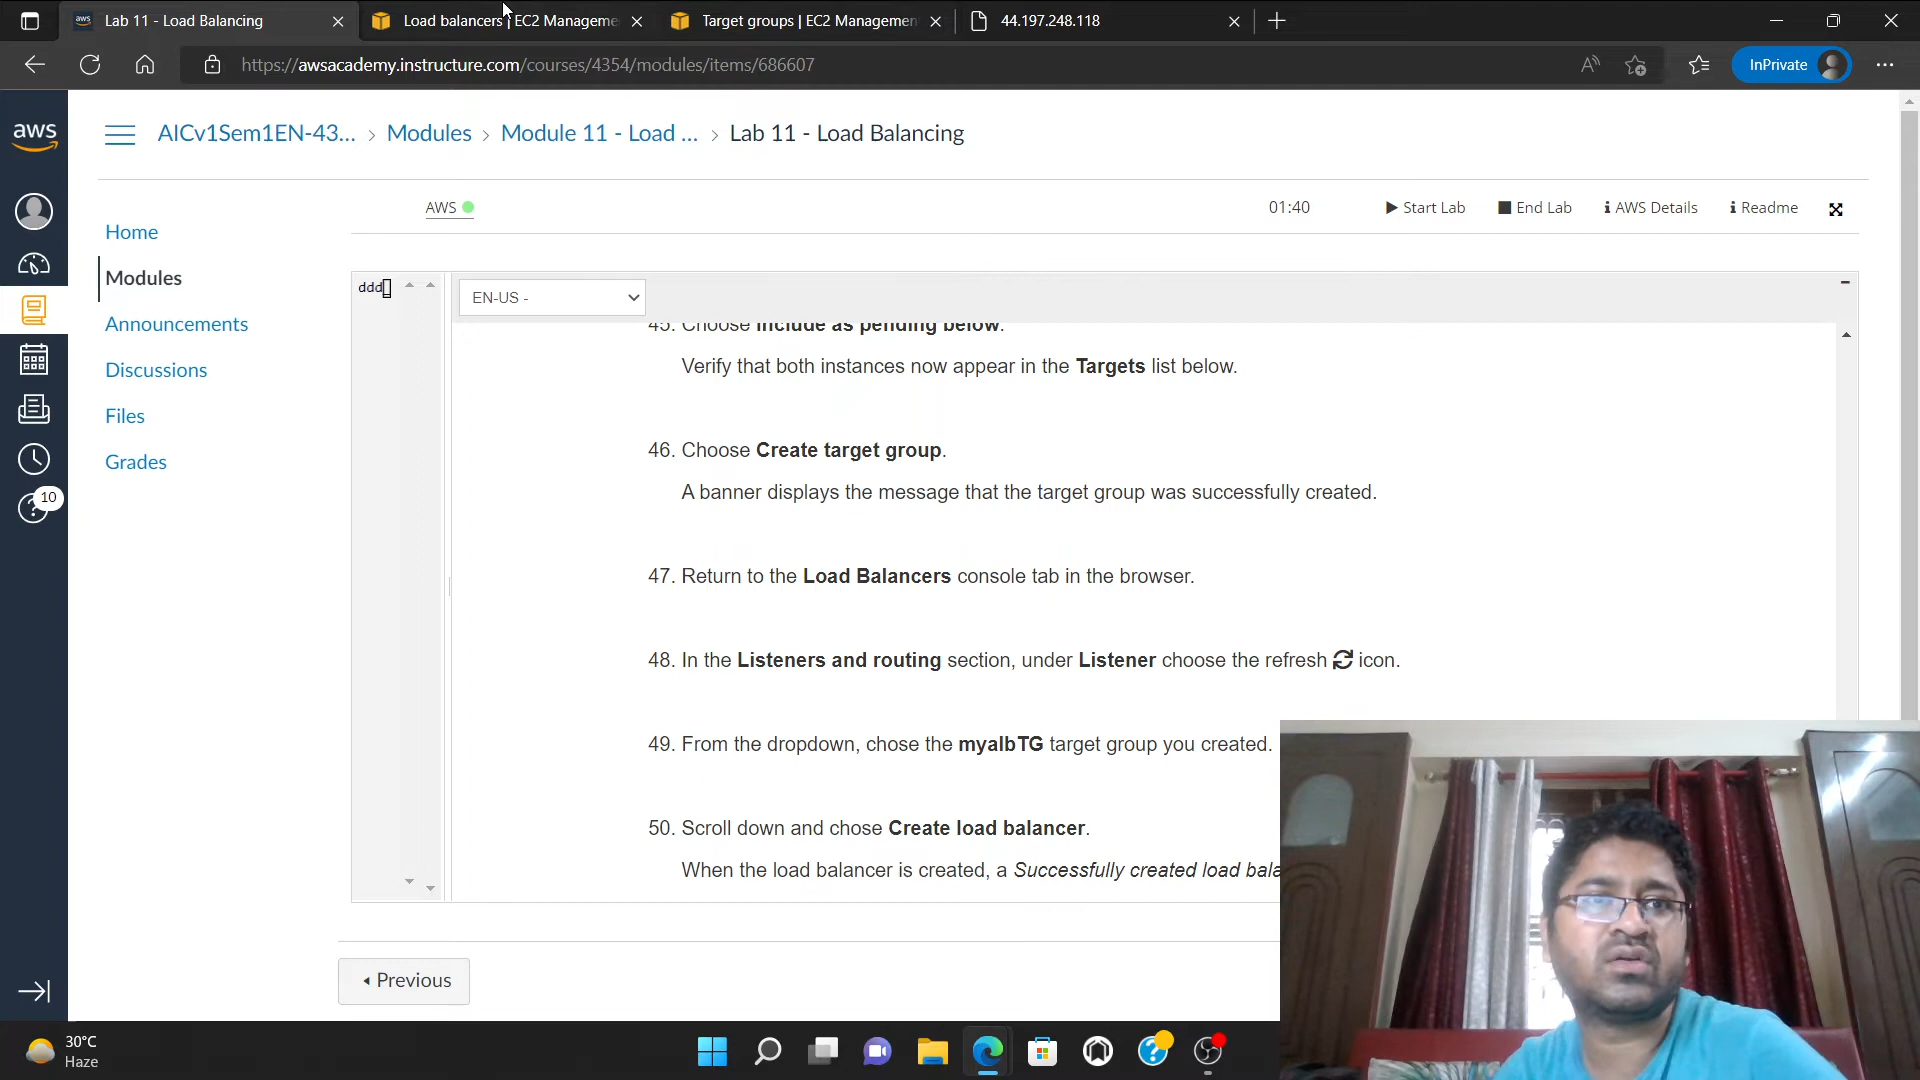 Lab 11 - Load Balancing
Load balancers | EC2 Manageme
Target groups | EC2 Management
44.197.248.118
https://awsacademy.instructure.com/courses/4354/modules/items/686607
InPrivate
aws
AICv1Sem1EN-43... > Modules > Module 11 - Load ... > Lab 11 - Load Balancing
AWS
01:40
Start Lab
End Lab
AWS Details
Readme
Home
Modules
Announcements
Discussions
Files
Grades
10
ddd
EN-US -
45. Choose Include as pending below.
Verify that both instances now appear in the Targets list below.
46. Choose Create target group.
A banner displays the message that the target group was successfully created.
47. Return to the Load Balancers console tab in the browser.
48. In the Listeners and routing section, under Listener choose the refresh icon.
49. From the dropdown, chose the myalbTG target group you created.
50. Scroll down and chose Create load balancer.
When the load balancer is created, a Successfully created load bala
Previous
30°C
Haze